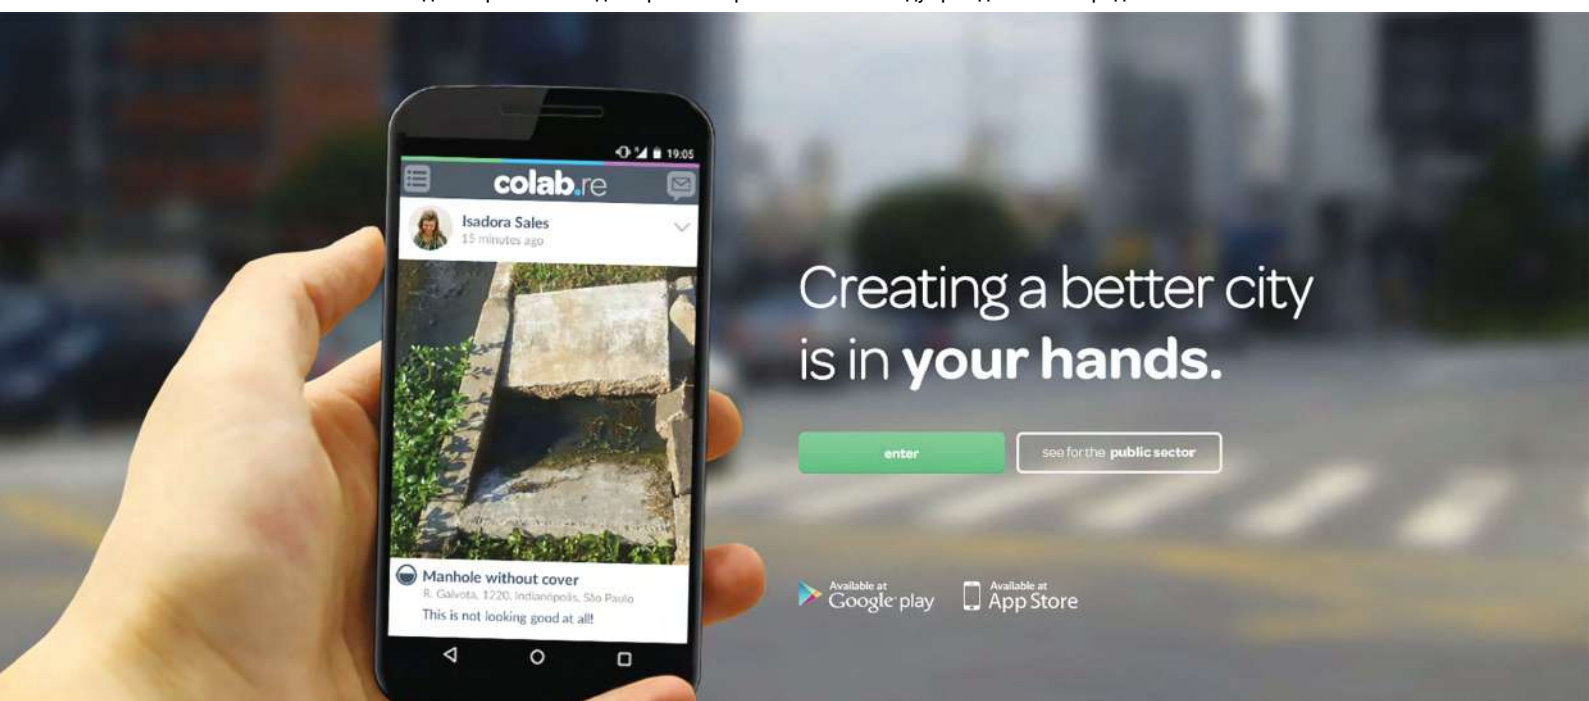 19:05
colab.re
Isadora Sales
15 minutes ago
Manhole without cover
R. Gaivota, 1220, Indianópolis, São Paulo
This is not looking good at all!
Creating a better city
is in your hands.
enter
see for the public sector
Available at
Google play
Available at
App Store